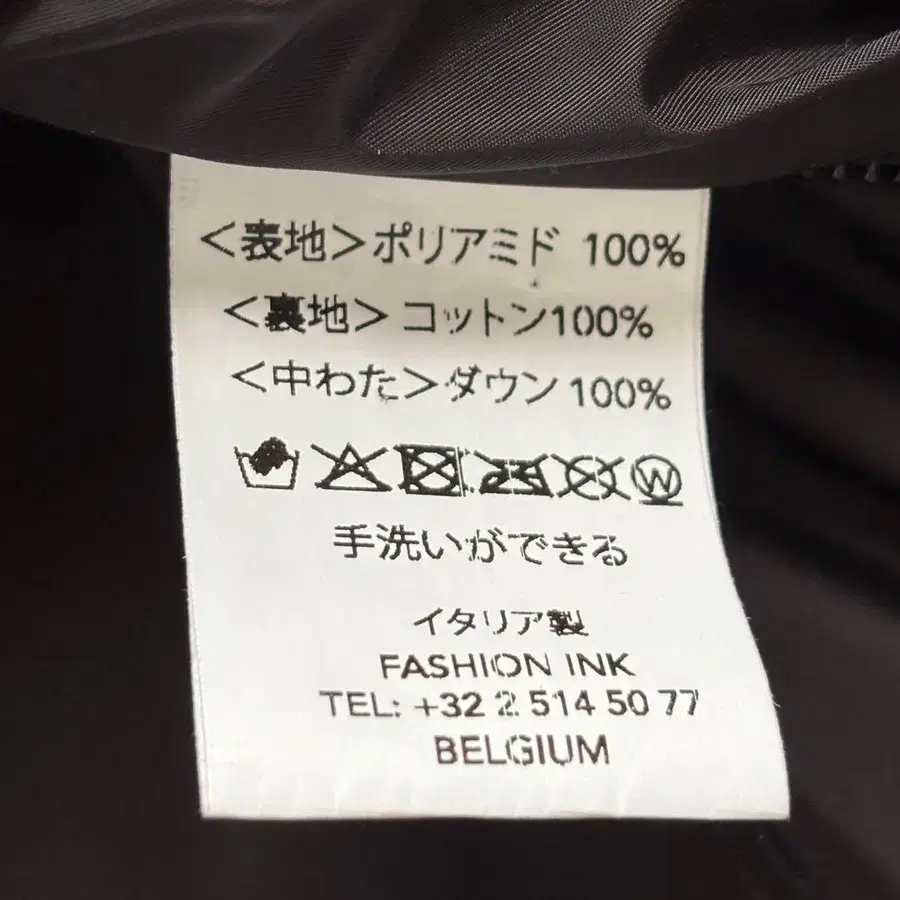 ＜表地＞ポリアミド 100%
＜裏地＞コットン100%
＜中わた＞ダウン 100%
W
手洗いができる
イタリア製
FASHION INK
TEL: +32 2 514 50 77
BELGIUM